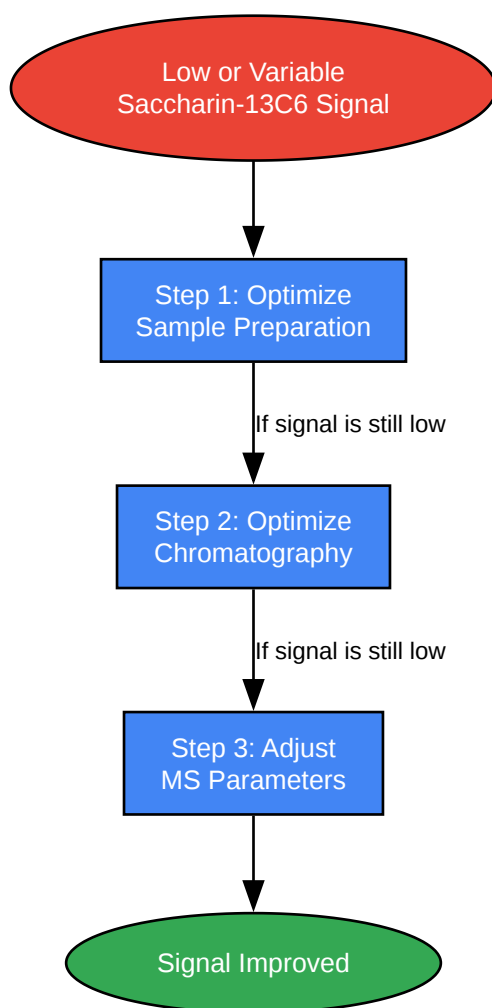 Low or Variable
Saccharin-13C6 Signal
Step 1: Optimize
Sample Preparation
If signal is still low
Step 2: Optimize
Chromatography
If signal is still low
Step 3: Adjust
MS Parameters
Signal Improved